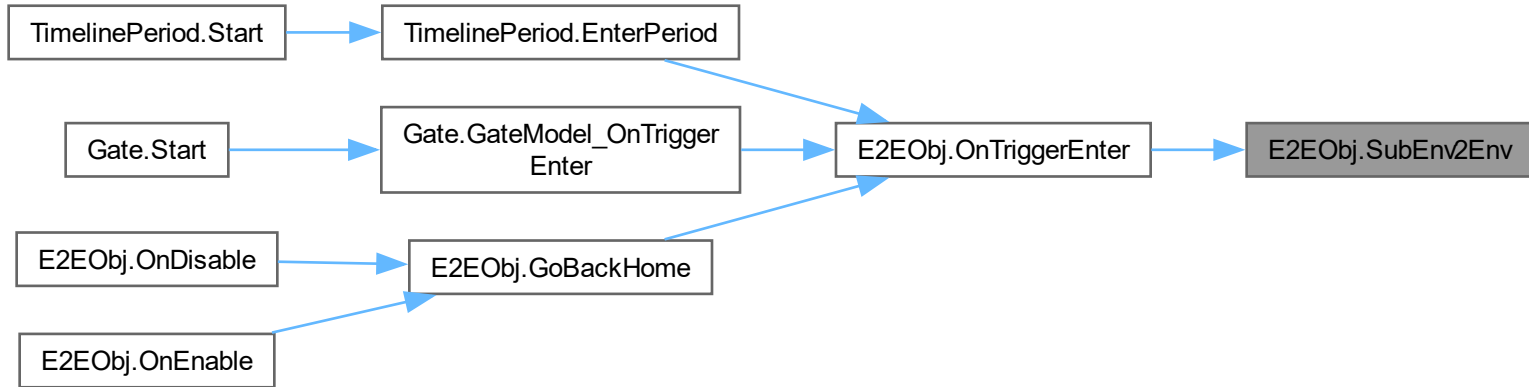 TimelinePeriod.Start
TimelinePeriod.EnterPeriod
Gate.Start
Gate.GateModel_OnTrigger
Enter
E2EObj.OnTriggerEnter
E2EObj.SubEnv2Env
E2EObj.OnDisable
E2EObj.GoBackHome
E2EObj.OnEnable